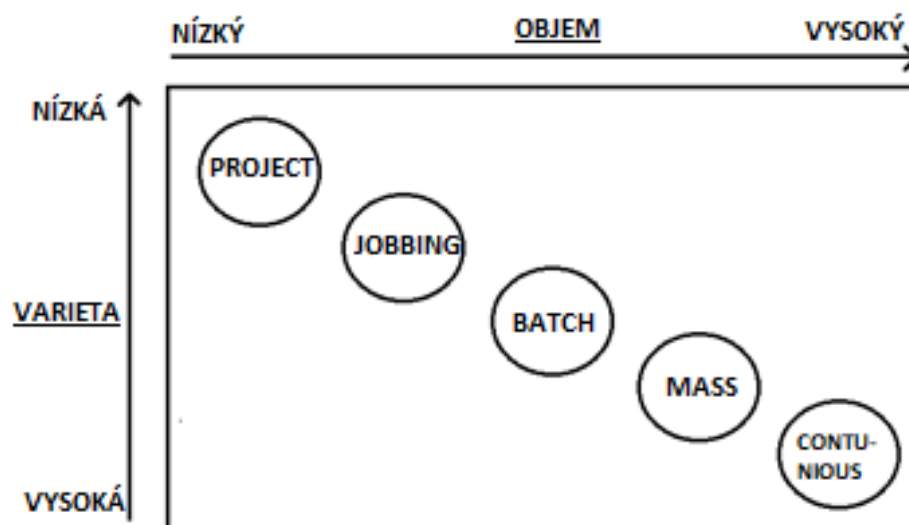 NÍZKÝ OBJEM VYSOKÝ
NÍZKÁ
PROJECT
JOBBING
VARIETA
BATCH
MASS
CONTU-
NIOUS
VYSOKÁ